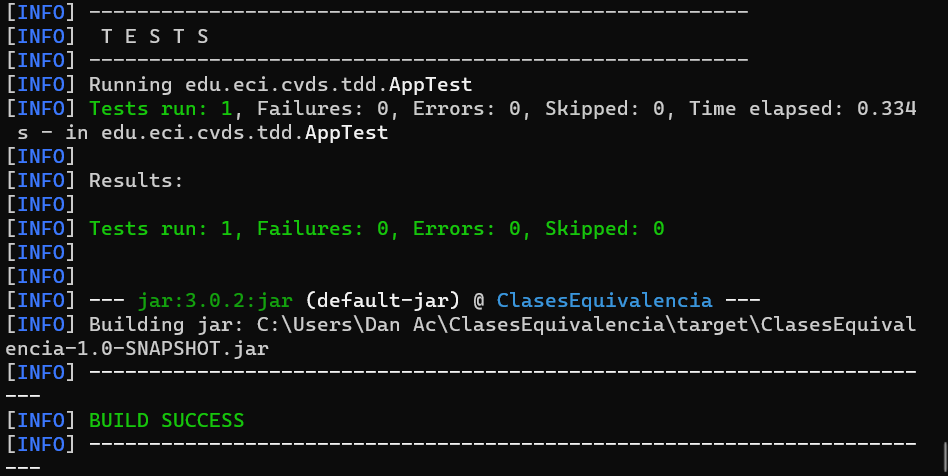 [INFO] -------------------------------------------------------
[INFO]  T E S T S
[INFO] -------------------------------------------------------
[INFO] Running edu.eci.cvds.tdd.AppTest
[INFO] Tests run: 1, Failures: 0, Errors: 0, Skipped: 0, Time elapsed: 0.334
 s - in edu.eci.cvds.tdd.AppTest
[INFO]
[INFO] Results:
[INFO]
[INFO] Tests run: 1, Failures: 0, Errors: 0, Skipped: 0
[INFO]
[INFO]
[INFO] --- jar:3.0.2:jar (default-jar) @ ClasesEquivalencia ---
[INFO] Building jar: C:\Users\Dan Ac\ClasesEquivalencia\target\ClasesEquival
encia-1.0-SNAPSHOT.jar
[INFO] ---------------------------------------------------------------------
---
[INFO] BUILD SUCCESS
[INFO] ---------------------------------------------------------------------
---